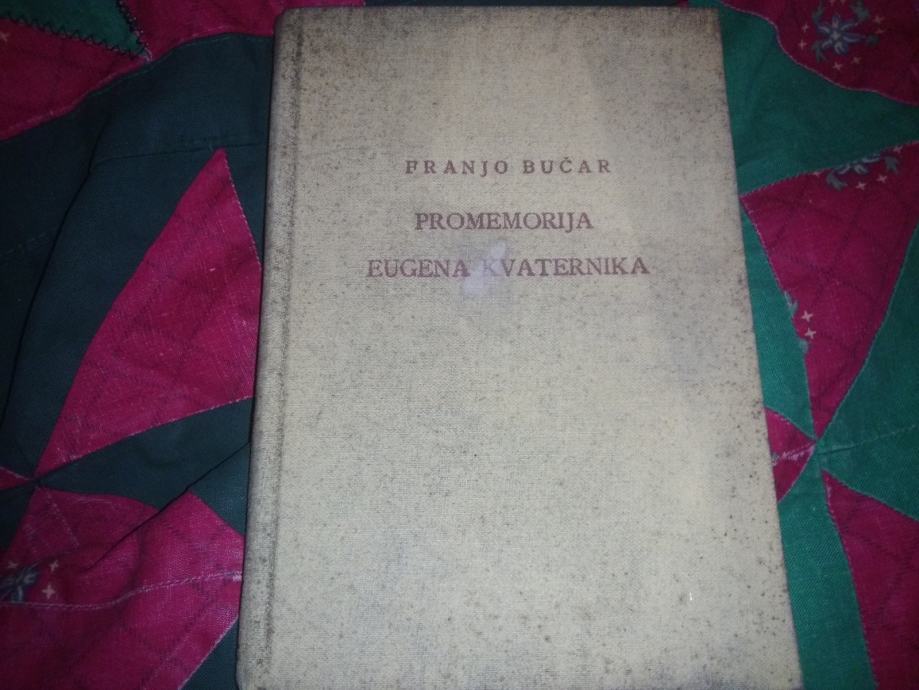 FRANJO BUČAR
PROMEMORIJA
EUGENA KVATERNIKA